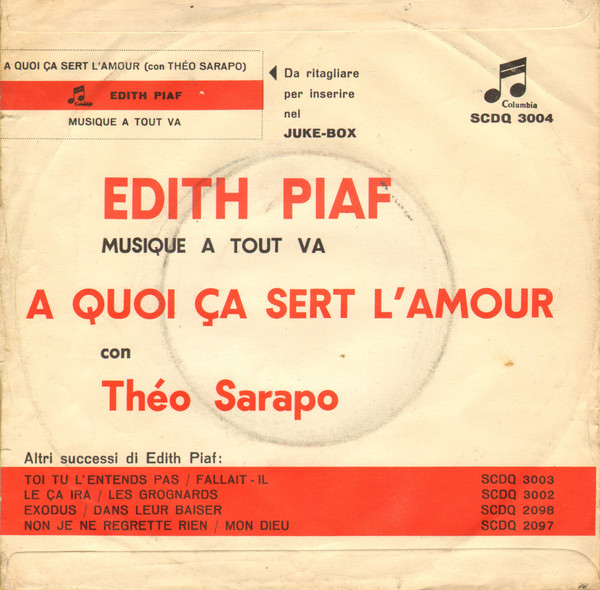 A QUOI ÇA SERT L'AMOUR (con THÉO SARAPO)
EDITH PIAF
MUSIQUE A TOUT VA
Da ritagliare
per inserire
nel
JUKE-BOX
Columbia
SCDQ 3004
EDITH PIAF
MUSIQUE A TOUT VA
A QUOI ÇA SERT L'AMOUR
con
Théo Sarapo
Altri successi di Edith Piaf:
TOI TU L'ENTENDS PAS / FALLAIT - IL SCDQ 3003
LE ÇA IRA / LES GROGNARDS SCDQ 3002
EXODUS / DANS LEUR BAISER SCDQ 2098
NON JE NE REGRETTE RIEN / MON DIEU SCDQ 2097